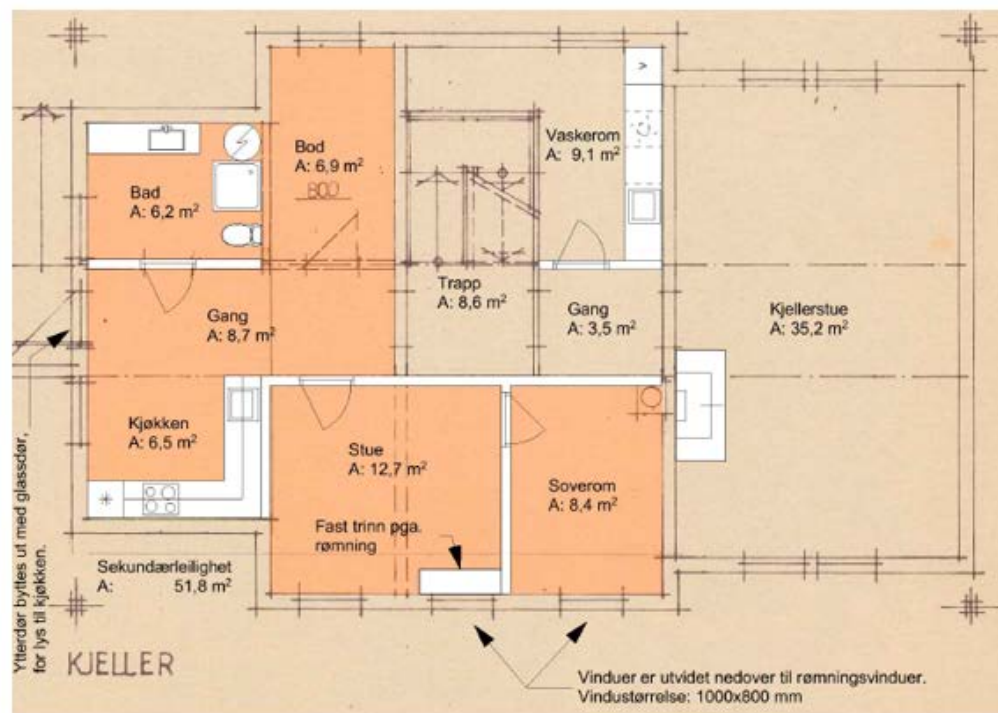 Bod
A: 6,9 m²
800
Vaskerom
A: 9,1 m²
Bad
A: 6,2 m²
Trapp
A: 8,6 m²
Gang
A: 8,7 m²
Gang
A: 3,5 m²
Kjellerstue
A: 35,2 m²
Kjøkken
A: 6,5 m²
Stue
A: 12,7 m²
Soverom
A: 8,4 m²
Fast trinn pga.
rømning
Sekundærleilighet
A: 51,8 m²
Ytterdør byttes ut med glassdør,
for lys til kjøkken.
KJELLER
Vinduer er utvidet nedover til rømningsvinduer.
Vindustørrelse: 1000x800 mm